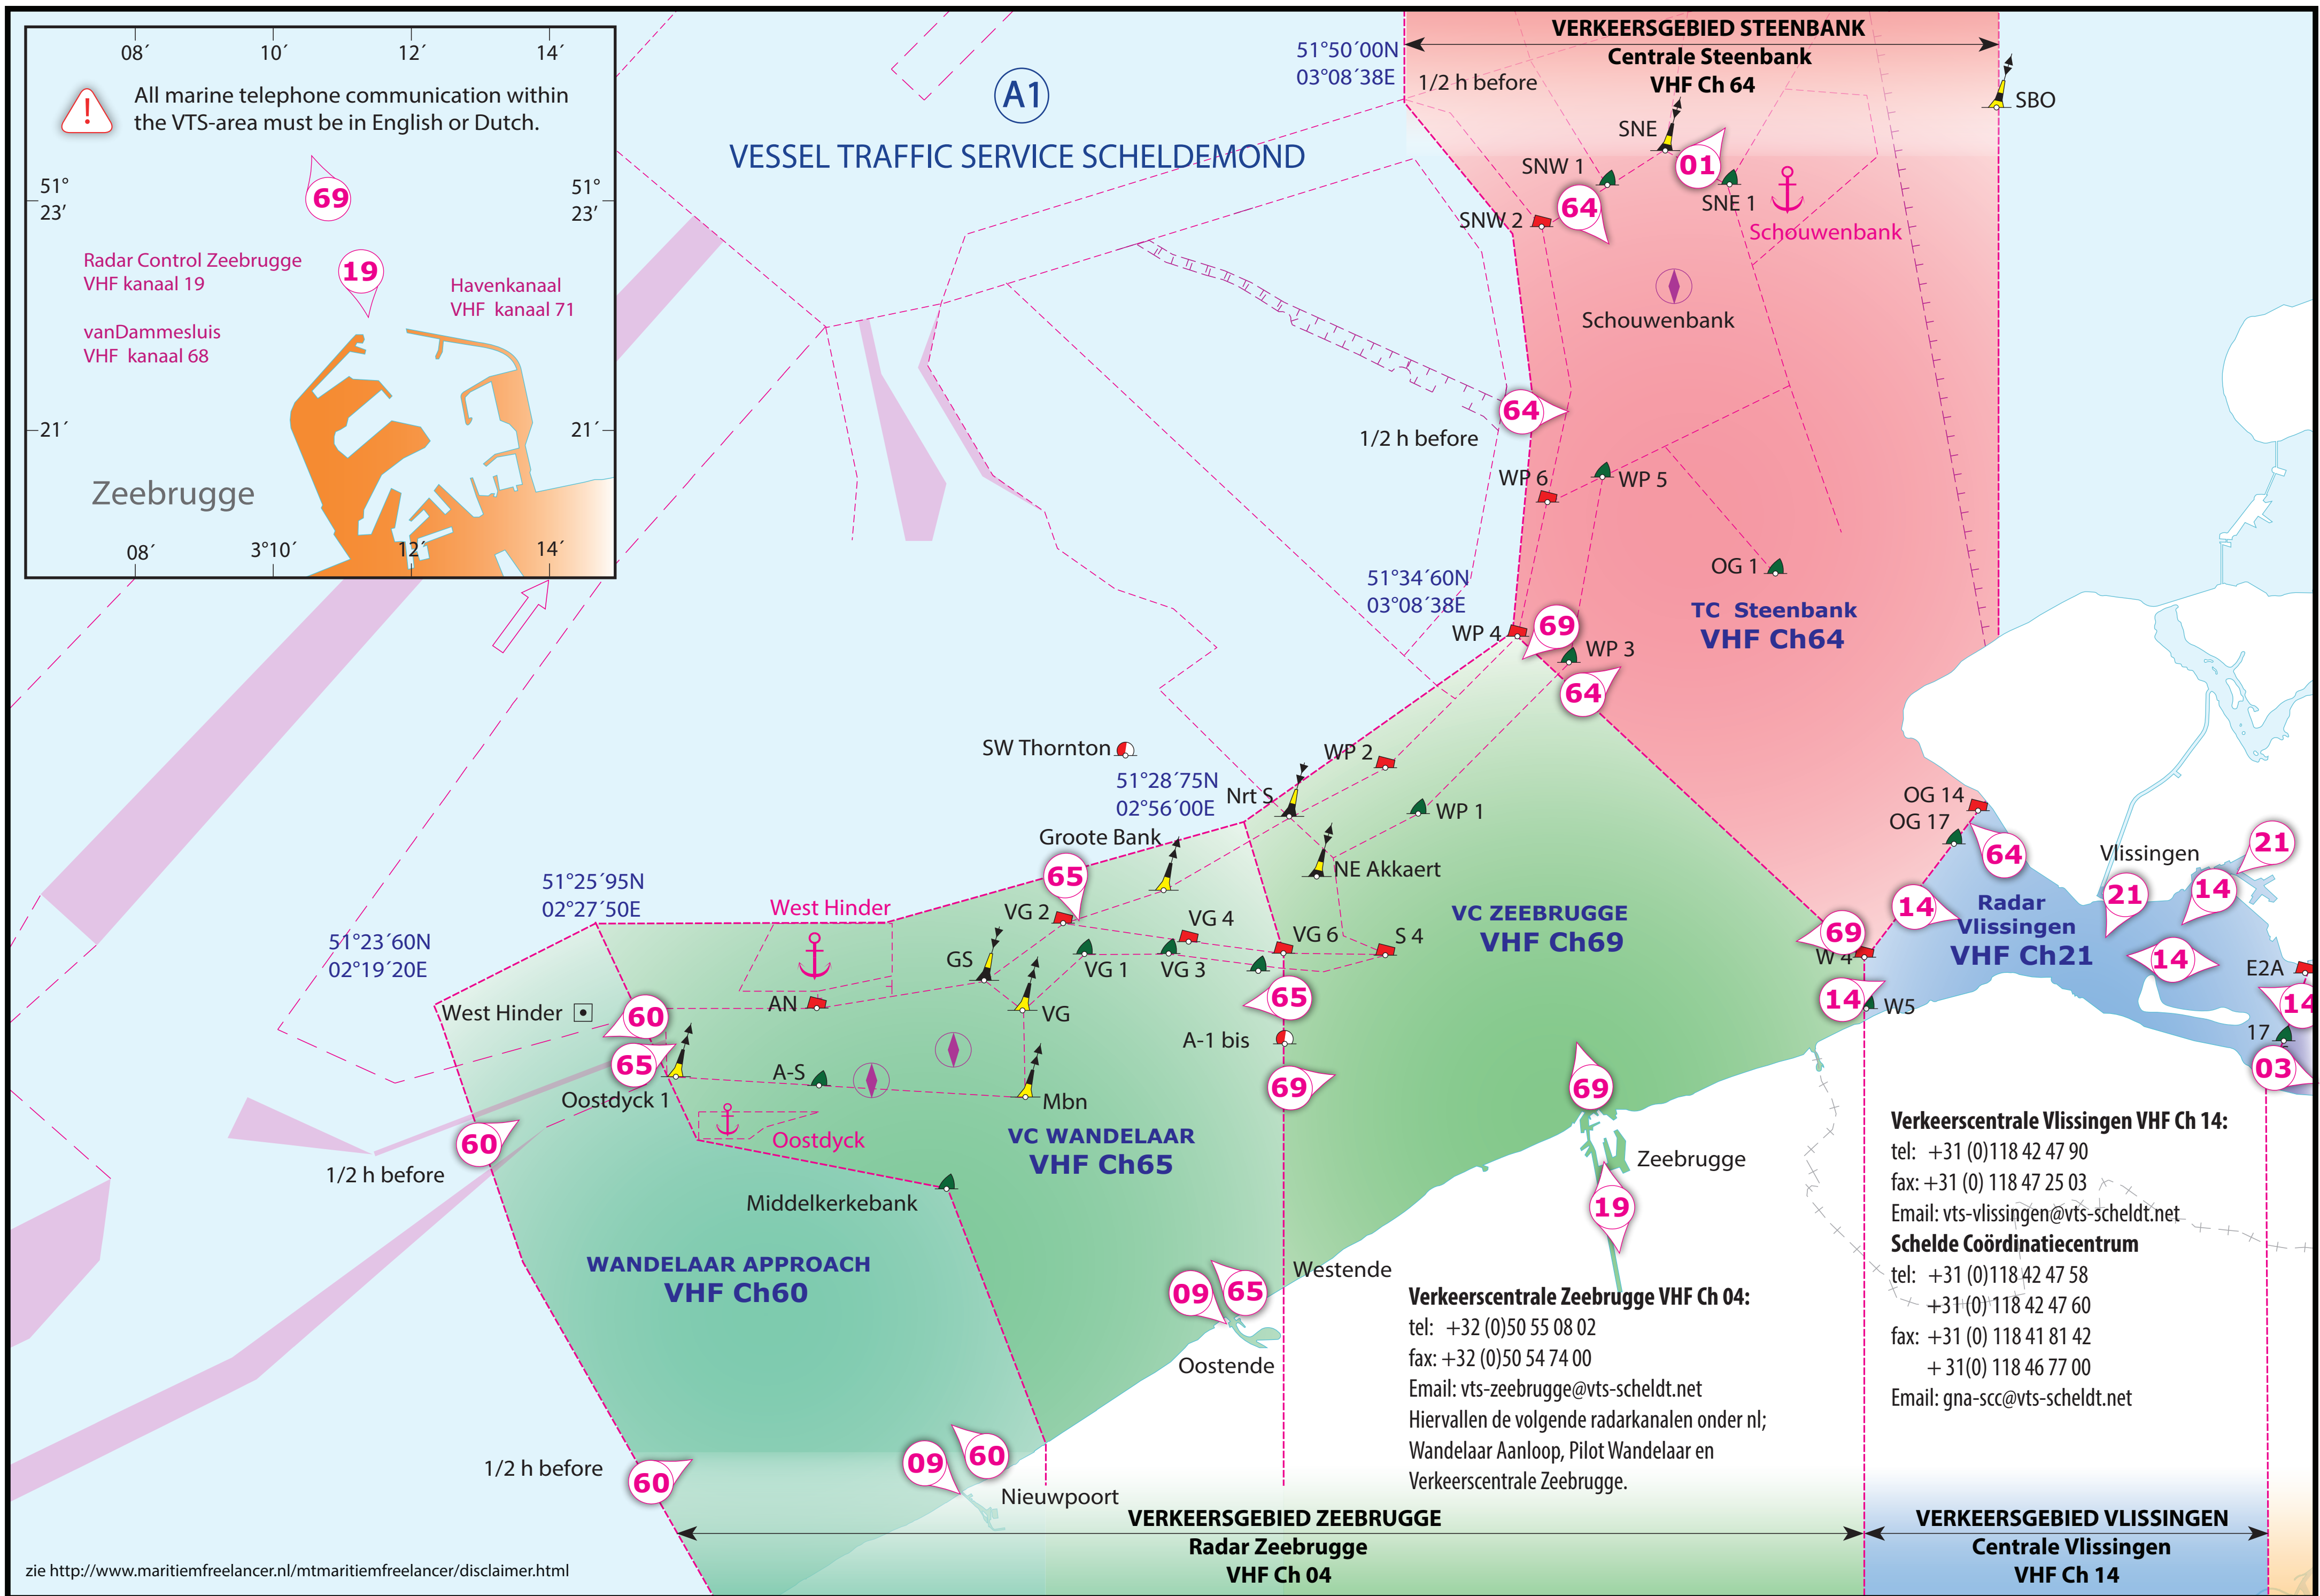 08´ 10´ 12´ 14´
All marine telephone communication within
the VTS-area must be in English or Dutch.
51°
23’
51°
23’
69
Radar Control Zeebrugge
VHF kanaal 19
19
Havenkanaal
VHF kanaal 71
vanDammesluis
VHF kanaal 68
21´
21´
Zeebrugge
08´ 3°10´ 12´ 14´
A1
VESSEL TRAFFIC SERVICE SCHELDEMOND
51°50´00N
03°08´38E
1/2 h before
VERKEERSGEBIED STEENBANK
Centrale Steenbank
VHF Ch 64
SBO
SNE
01
SNW 1
SNE 1
64
SNW 2
Schouwenbank
Schouwenbank
64
1/2 h before
WP 6
WP 5
OG 1
51°34´60N
03°08´38E
TC Steenbank
VHF Ch64
WP 4
69
WP 3
64
SW Thornton
51°28´75N
02°56´00E
WP 2
Nrt S
WP 1
OG 14
OG 17
64
Groote Bank
NE Akkaert
Vlissingen
21
21
14
14
14
51°25´95N
02°27´50E
65
West Hinder
VG 2
VG 4
VG 6
S 4
VC ZEEBRUGGE
VHF Ch69
69
W 4
Radar
Vlissingen
VHF Ch21
51°23´60N
02°19´20E
GS
VG 1
VG 3
E2A
14
West Hinder
60
AN
VG
65
14
W5
A-1 bis
17
65
A-S
69
69
03
Oostdyck 1
Mbn
60
Oostdyck
VC WANDELAAR
VHF Ch65
1/2 h before
Middelkerkebank
Zeebrugge
19
WANDELAAR APPROACH
VHF Ch60
Westende
09
65
Oostende
Verkeerscentrale Vlissingen VHF Ch 14:
tel: +31 (0)118 42 47 90
fax: +31 (0) 118 47 25 03
Email: vts-vlissingen@vts-scheldt.net
Schelde Coördinatiecentrum
tel: +31 (0)118 42 47 58
+31 (0) 118 42 47 60
fax: +31 (0) 118 41 81 42
+ 31(0) 118 46 77 00
Email: gna-scc@vts-scheldt.net
Verkeerscentrale Zeebrugge VHF Ch 04:
tel: +32 (0)50 55 08 02
fax: +32 (0)50 54 74 00
Email: vts-zeebrugge@vts-scheldt.net
Hiervallen de volgende radarkanalen onder nl;
Wandelaar Aanloop, Pilot Wandelaar en
Verkeerscentrale Zeebrugge.
1/2 h before
60
09
60
Nieuwpoort
VERKEERSGEBIED ZEEBRUGGE
Radar Zeebrugge
VHF Ch 04
VERKEERSGEBIED VLISSINGEN
Centrale Vlissingen
VHF Ch 14
zie http://www.maritiemfreelancer.nl/mtmaritiemfreelancer/disclaimer.html